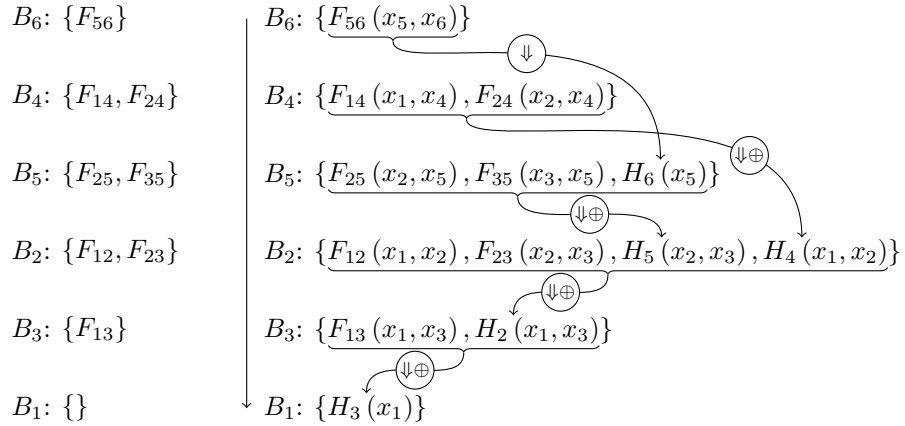 B₆: {F₅₆} B₆: {F₅₆ (x₅, x₆)}
⇓
B₄: {F₁₄, F₂₄} B₄: {F₁₄ (x₁, x₄) , F₂₄ (x₂, x₄)}
⇓⊕
B₅: {F₂₅, F₃₅} B₅: {F₂₅ (x₂, x₅) , F₃₅ (x₃, x₅) , H₆ (x₅)}
⇓⊕
B₂: {F₁₂, F₂₃} B₂: {F₁₂ (x₁, x₂) , F₂₃ (x₂, x₃) , H₅ (x₂, x₃) , H₄ (x₁, x₂)}
⇓⊕
B₃: {F₁₃} B₃: {F₁₃ (x₁, x₃) , H₂ (x₁, x₃)}
⇓⊕
B₁: {} B₁: {H₃ (x₁)}